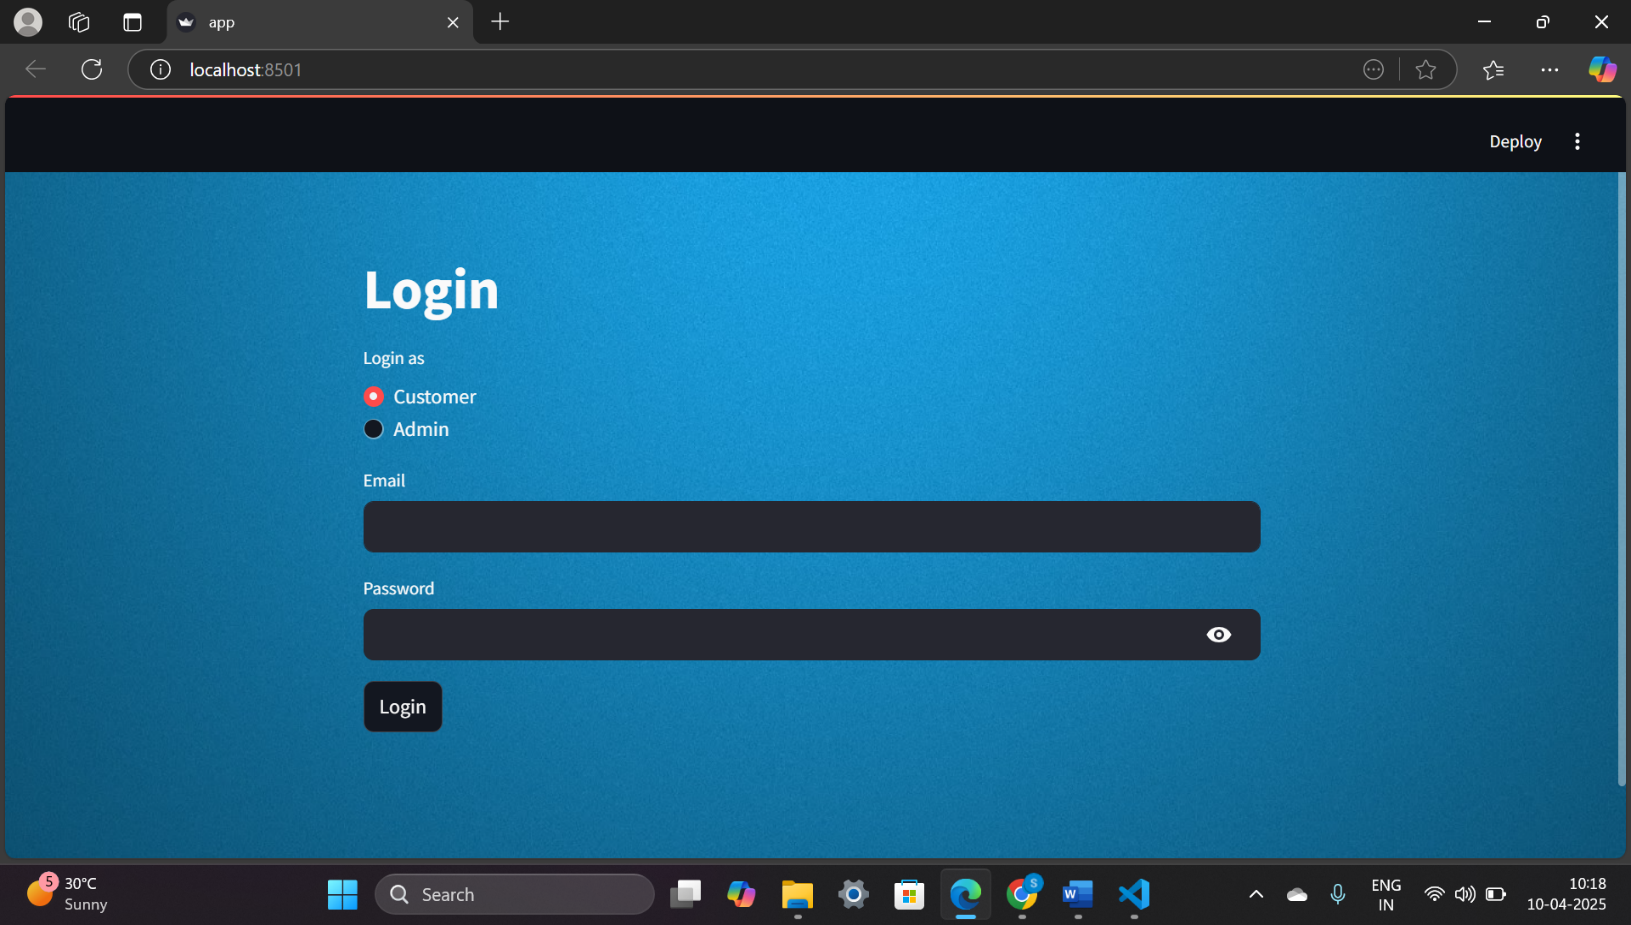 app
localhost:8501
Deploy
Login
Login as
Customer
Admin
Email
Password
Login
5
30°C
Sunny
Search
S
W
ENG
IN
10:18
10-04-2025